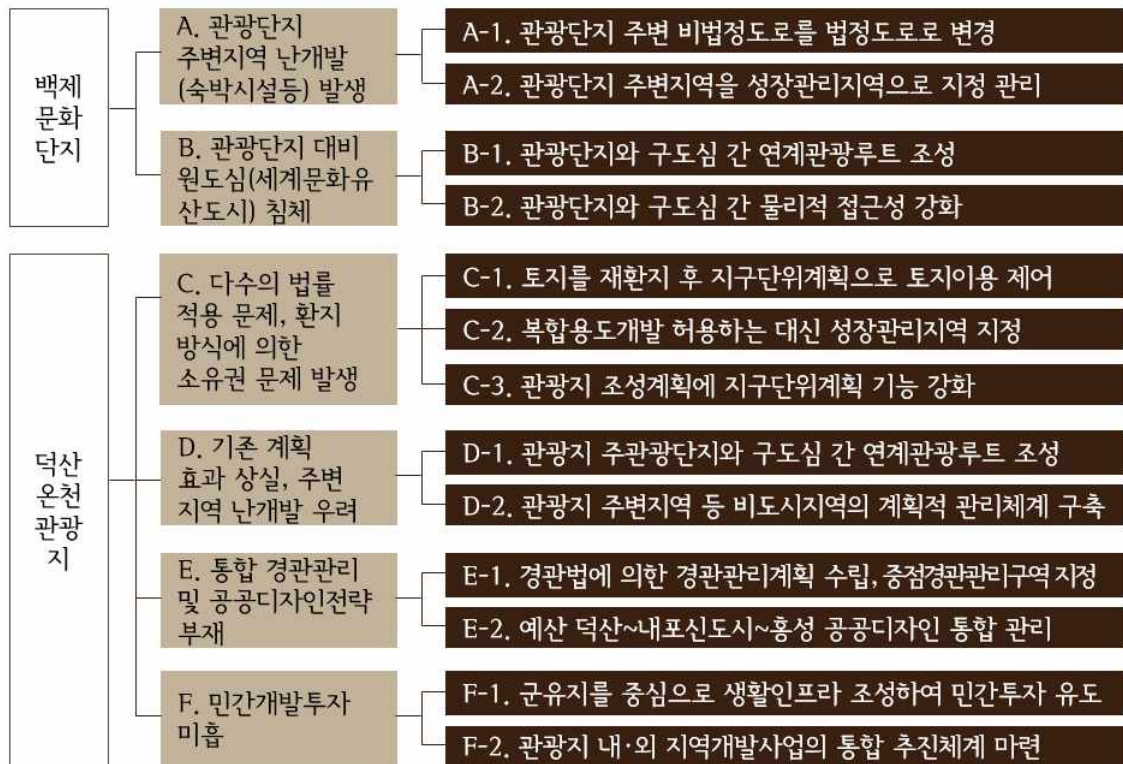 백제
문화
단지
A. 관광단지
주변지역 난개발
(숙박시설등) 발생
A-1. 관광단지 주변 비법정도로를 법정도로로 변경
A-2. 관광단지 주변지역을 성장관리지역으로 지정 관리
B. 관광단지 대비
원도심(세계문화유
산도시) 침체
B-1. 관광단지와 구도심 간 연계관광루트 조성
B-2. 관광단지와 구도심 간 물리적 접근성 강화
덕산
온천
관광
지
C. 다수의 법률
적용 문제, 환지
방식에 의한
소유권 문제 발생
C-1. 토지를 재환지 후 지구단위계획으로 토지이용 제어
C-2. 복합용도개발 허용하는 대신 성장관리지역 지정
C-3. 관광지 조성계획에 지구단위계획 기능 강화
D. 기존 계획
효과 상실, 주변
지역 난개발 우려
D-1. 관광지 주관광단지와 구도심 간 연계관광루트 조성
D-2. 관광지 주변지역 등 비도시지역의 계획적 관리체계 구축
E. 통합 경관관리
및 공공디자인전략
부재
E-1. 경관법에 의한 경관관리계획 수립, 중점경관관리구역 지정
E-2. 예산 덕산~내포신도시~홍성 공공디자인 통합 관리
F. 민간개발투자
미흡
F-1. 군유지를 중심으로 생활인프라 조성하여 민간투자 유도
F-2. 관광지 내·외 지역개발사업의 통합 추진체계 마련